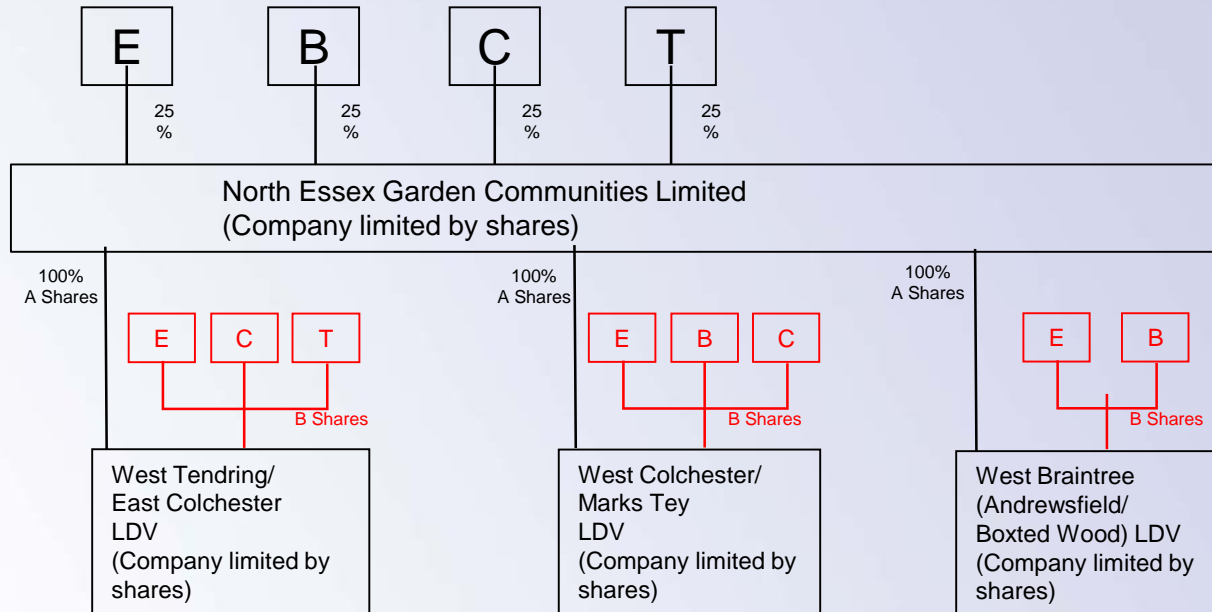 E B C T
25
%
25
%
25
%
25
%
North Essex Garden Communities Limited
(Company limited by shares)
100%
A Shares
100%
A Shares
100%
A Shares
E C T
B Shares
E B C
B Shares
E B
B Shares
West Tendring/
East Colchester
LDV
(Company limited by
shares)
West Colchester/
Marks Tey
LDV
(Company limited by
shares)
West Braintree
(Andrewsfield/
Boxted Wood) LDV
(Company limited by
shares)